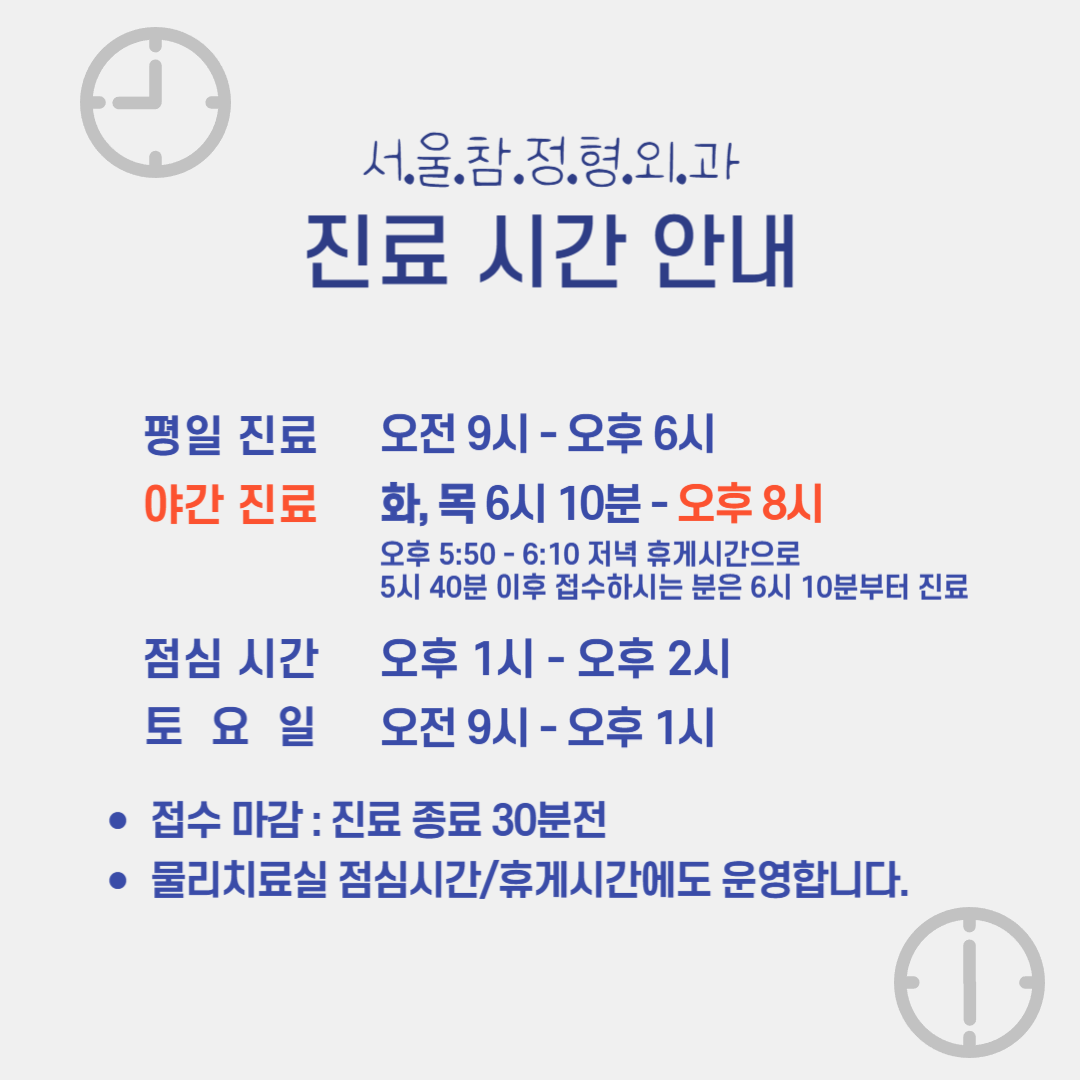 서.울.참.정.형.외.과
진료 시간 안내
평일 진료 오전 9시 - 오후 6시
야간 진료 화, 목 6시 10분 - 오후 8시
오후 5:50 - 6:10 저녁 휴게시간으로
5시 40분 이후 접수하시는 분은 6시 10분부터 진료
점심 시간 오후 1시 - 오후 2시
토 요 일 오전 9시 - 오후 1시
• 접수 마감 : 진료 종료 30분전
• 물리치료실 점심시간/휴게시간에도 운영합니다.